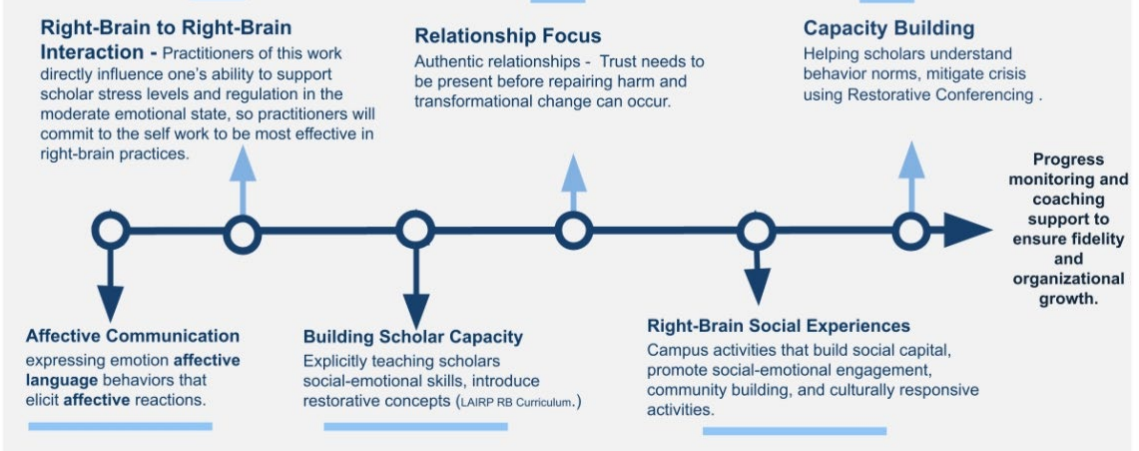 Right-Brain to Right-Brain
Interaction - Practitioners of this work
directly influence one's ability to support
scholar stress levels and regulation in the
moderate emotional state, so practitioners will
commit to the self work to be most effective in
right-brain practices.
Relationship Focus
Authentic relationships - Trust needs to
be present before repairing harm and
transformational change can occur.
Capacity Building
Helping scholars understand
behavior norms, mitigate crisis
using Restorative Conferencing .
Progress
monitoring and
coaching
support to
ensure fidelity
and
organizational
growth.
Affective Communication
expressing emotion affective
language behaviors that
elicit affective reactions.
Building Scholar Capacity
Explicitly teaching scholars
social-emotional skills, introduce
restorative concepts (LAIRP RB Curriculum.)
Right-Brain Social Experiences
Campus activities that build social capital,
promote social-emotional engagement,
community building, and culturally responsive
activities.